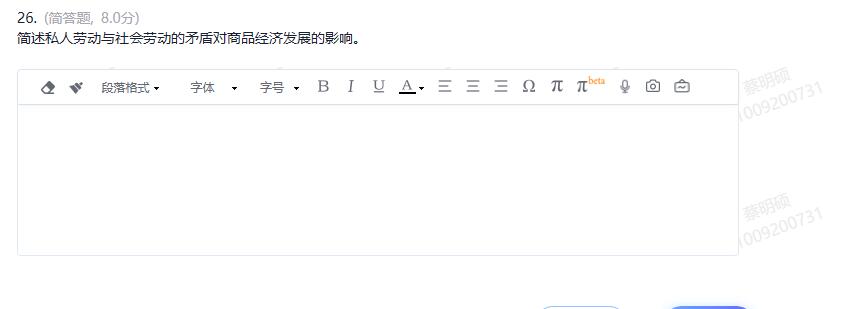 26. (简答题, 8.0分)
简述私人劳动与社会劳动的矛盾对商品经济发展的影响。
段落格式 字体 字号 B I U A Ω π π beta
蔡明硕
1009200731
蔡明硕
1009200731